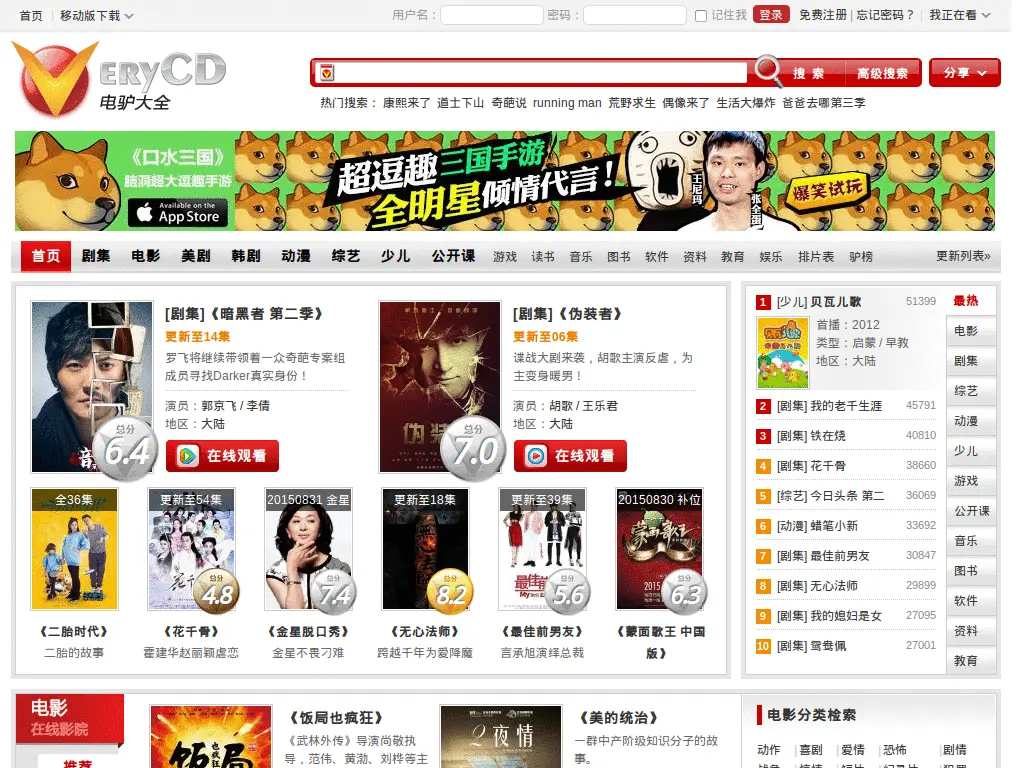 首页 移动版下载 用户名： 密码： 记住我 登录 免费注册 | 忘记密码？ | 我正在看
VERYCD
电驴大全
搜 索 高级搜索 分享
热门搜索： 康熙来了 道士下山 奇葩说 running man 荒野求生 偶像来了 生活大爆炸 爸爸去哪第三季
《口水三国》
脑洞超大逗趣手游
Available on the
App Store
超逗趣三国手游
全明星倾情代言！
王尼玛
张全蛋
爆笑试玩
首页 剧集 电影 美剧 韩剧 动漫 综艺 少儿 公开课 游戏 读书 音乐 图书 软件 资料 教育 娱乐 排片表 驴榜 更新列表»
[剧集]《暗黑者 第二季》
更新至14集
罗飞将继续带领着一众奇葩专案组
成员寻找Darker真实身份！
演员：郭京飞 / 李倩
地区：大陆
总分
6.4
在线观看
[剧集]《伪装者》
更新至06集
谍战大剧来袭，胡歌主演反虐，为
主变身暖男！
演员：胡歌 / 王乐君
地区：大陆
伪装
总分
7.0
在线观看
全36集
《二胎时代》
二胎的故事
更新至54集
花千骨
总分
4.8
《花千骨》
霍建华赵丽颖虐恋
20150831 金星
总分
7.4
《金星脱口秀》
金星不畏刁难
更新至18集
总分
8.2
《无心法师》
跨越千年为爱降魔
更新至39集
总分
5.6
《最佳前男友》
言承旭演绎总裁
20150830 补位
蒙面歌王
2015
总分
6.3
《蒙面歌王 中国
版》
1 [少儿] 贝瓦儿歌 51399
首播：2012
类型：启蒙 / 早教
地区：大陆
2 [剧集] 我的老千生涯 45791
3 [剧集] 铁在烧 40810
4 [剧集] 花千骨 38660
5 [综艺] 今日头条 第二 36069
6 [动漫] 蜡笔小新 33692
7 [剧集] 最佳前男友 30847
8 [剧集] 无心法师 29899
9 [剧集] 我的媳妇是女 27095
10 [剧集] 鸳鸯佩 27001
最热
电影
剧集
综艺
动漫
少儿
游戏
公开课
音乐
图书
软件
资料
教育
电影
在线影院
推荐
饭局
也疯狂
《饭局也疯狂》
《武林外传》导演尚敬执
导，范伟、黄渤、刘桦等主
2夜情
《美的统治》
一群中产阶级知识分子的故
事。
电影分类检索
动作 | 喜剧 | 爱情 | 恐怖 | 剧情